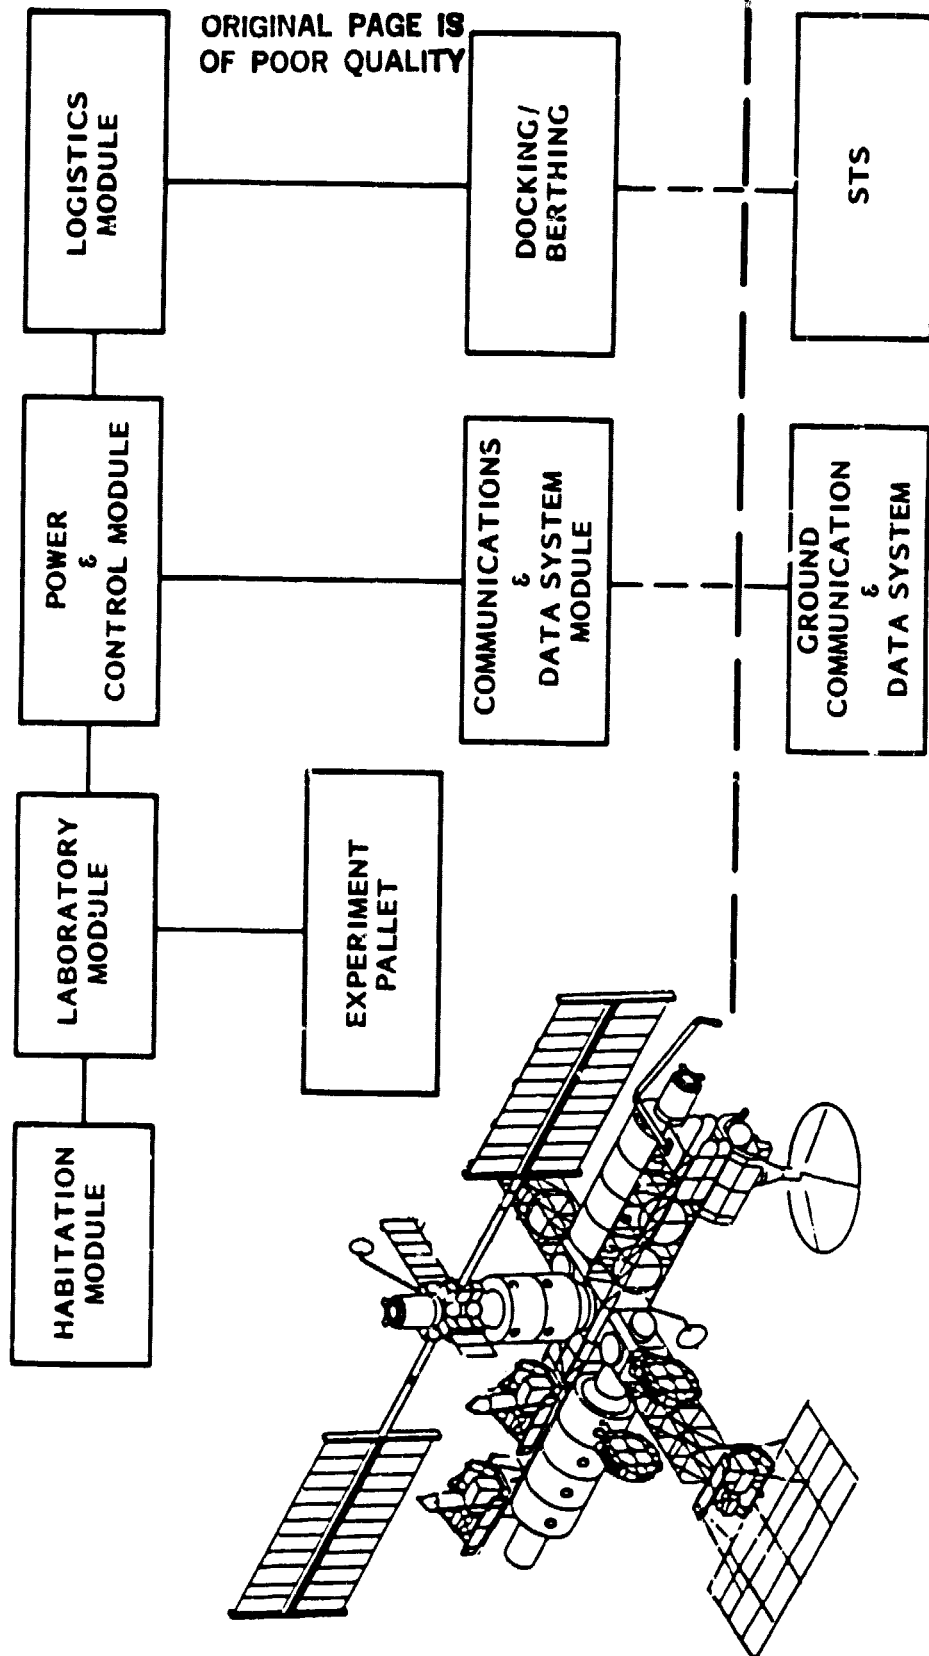 ORIGINAL PAGE IS
OF POOR QUALITY
HABITATION
MODULE
LABORATORY
MODULE
POWER
&
CONTROL MODULE
LOGISTICS
MODULE
EXPERIMENT
PALLET
COMMUNICATIONS
&
DATA SYSTEM
MODULE
DOCKING/
BERTHING
GROUND
COMMUNICATION
&
DATA SYSTEM
STS